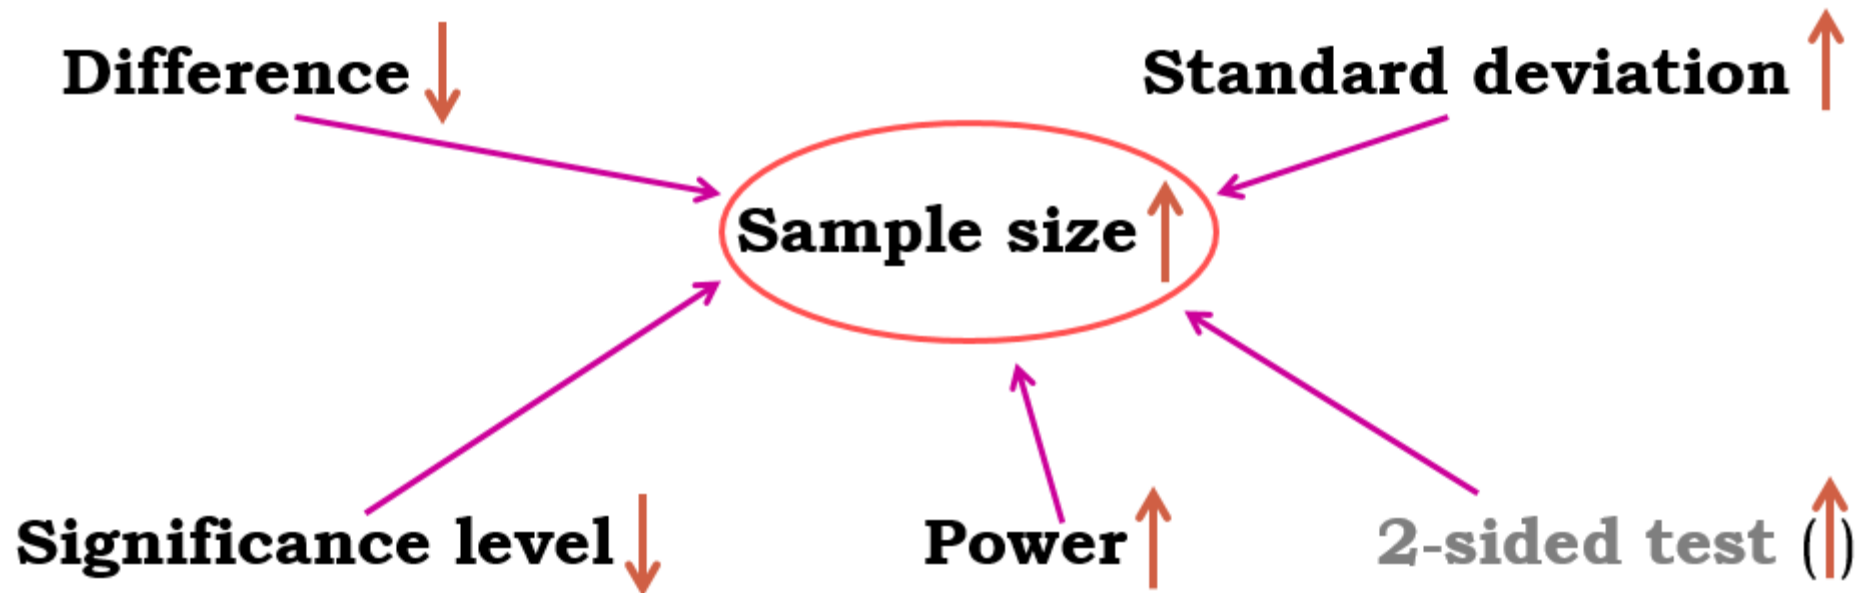 Difference
Standard deviation
Sample size
Significance level
Power
2-sided test ()